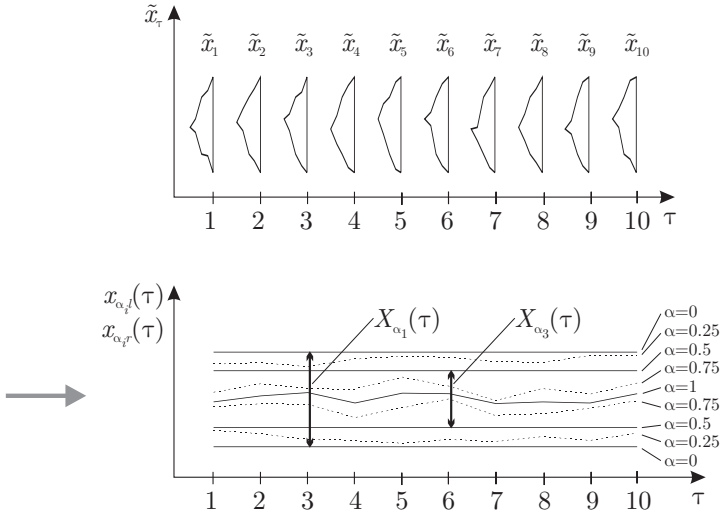 x̃_τ
x̃_1 x̃_2 x̃_3 x̃_4 x̃_5 x̃_6 x̃_7 x̃_8 x̃_9 x̃_10
1 2 3 4 5 6 7 8 9 10 τ
x_{α_i l}(τ)
x_{α_i r}(τ)
X_{α_1}(τ) X_{α_3}(τ)
α=0
α=0.25
α=0.5
α=0.75
α=1
α=0.75
α=0.5
α=0.25
α=0
1 2 3 4 5 6 7 8 9 10 τ